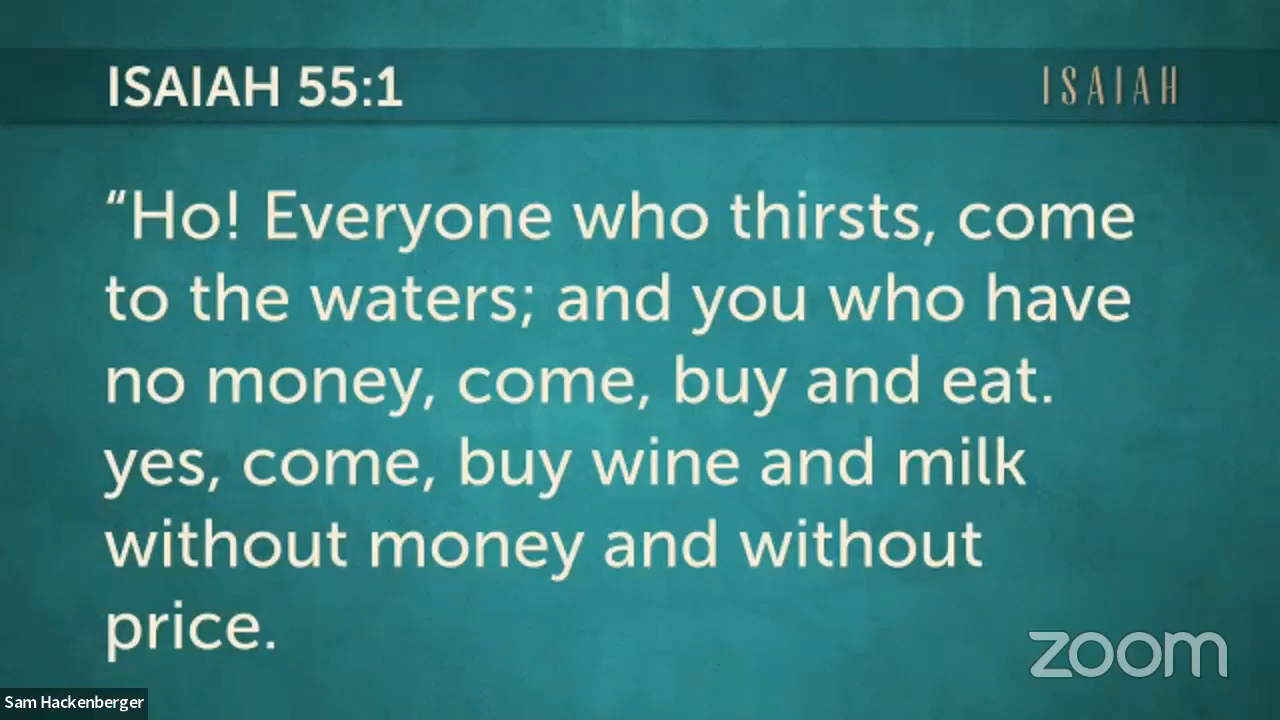 ISAIAH 55:1
ISAIAH
“Ho! Everyone who thirsts, come
to the waters; and you who have
no money, come, buy and eat.
yes, come, buy wine and milk
without money and without
price.
zoom
Sam Hackenberger